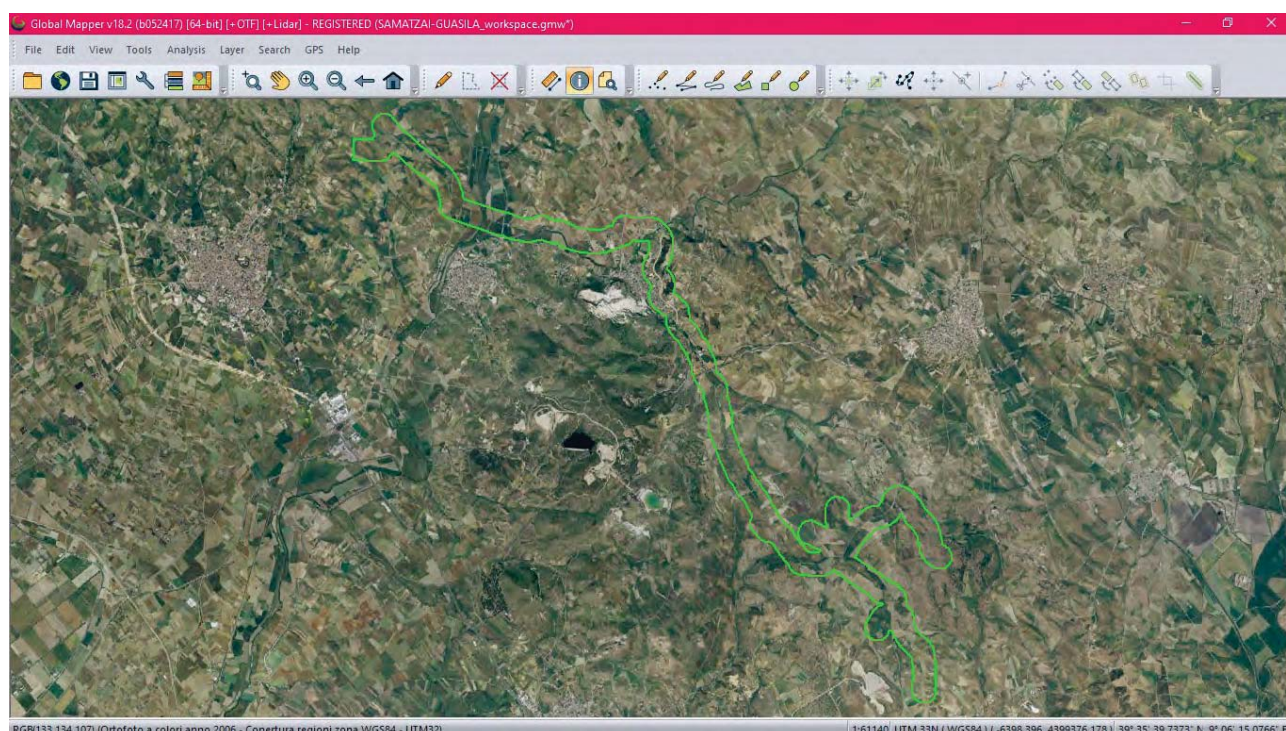 Global Mapper v18.2 (b052417) [64-bit] [+OTF] [+Lidar] - REGISTERED (SAMATZAI-GUASILA_workspace.gmw*)
File Edit View Tools Analysis Layer Search GPS Help
RGB(133,134,107) (Ortofoto a colori anno 2006 - Copertura regioni zona WGS84 - UTM32) 1:61140 UTM 33N ( WGS84 ) ( -6398.396, 4399376.178 ) 39° 35' 39.7373" N, 9° 06' 15.0766" E